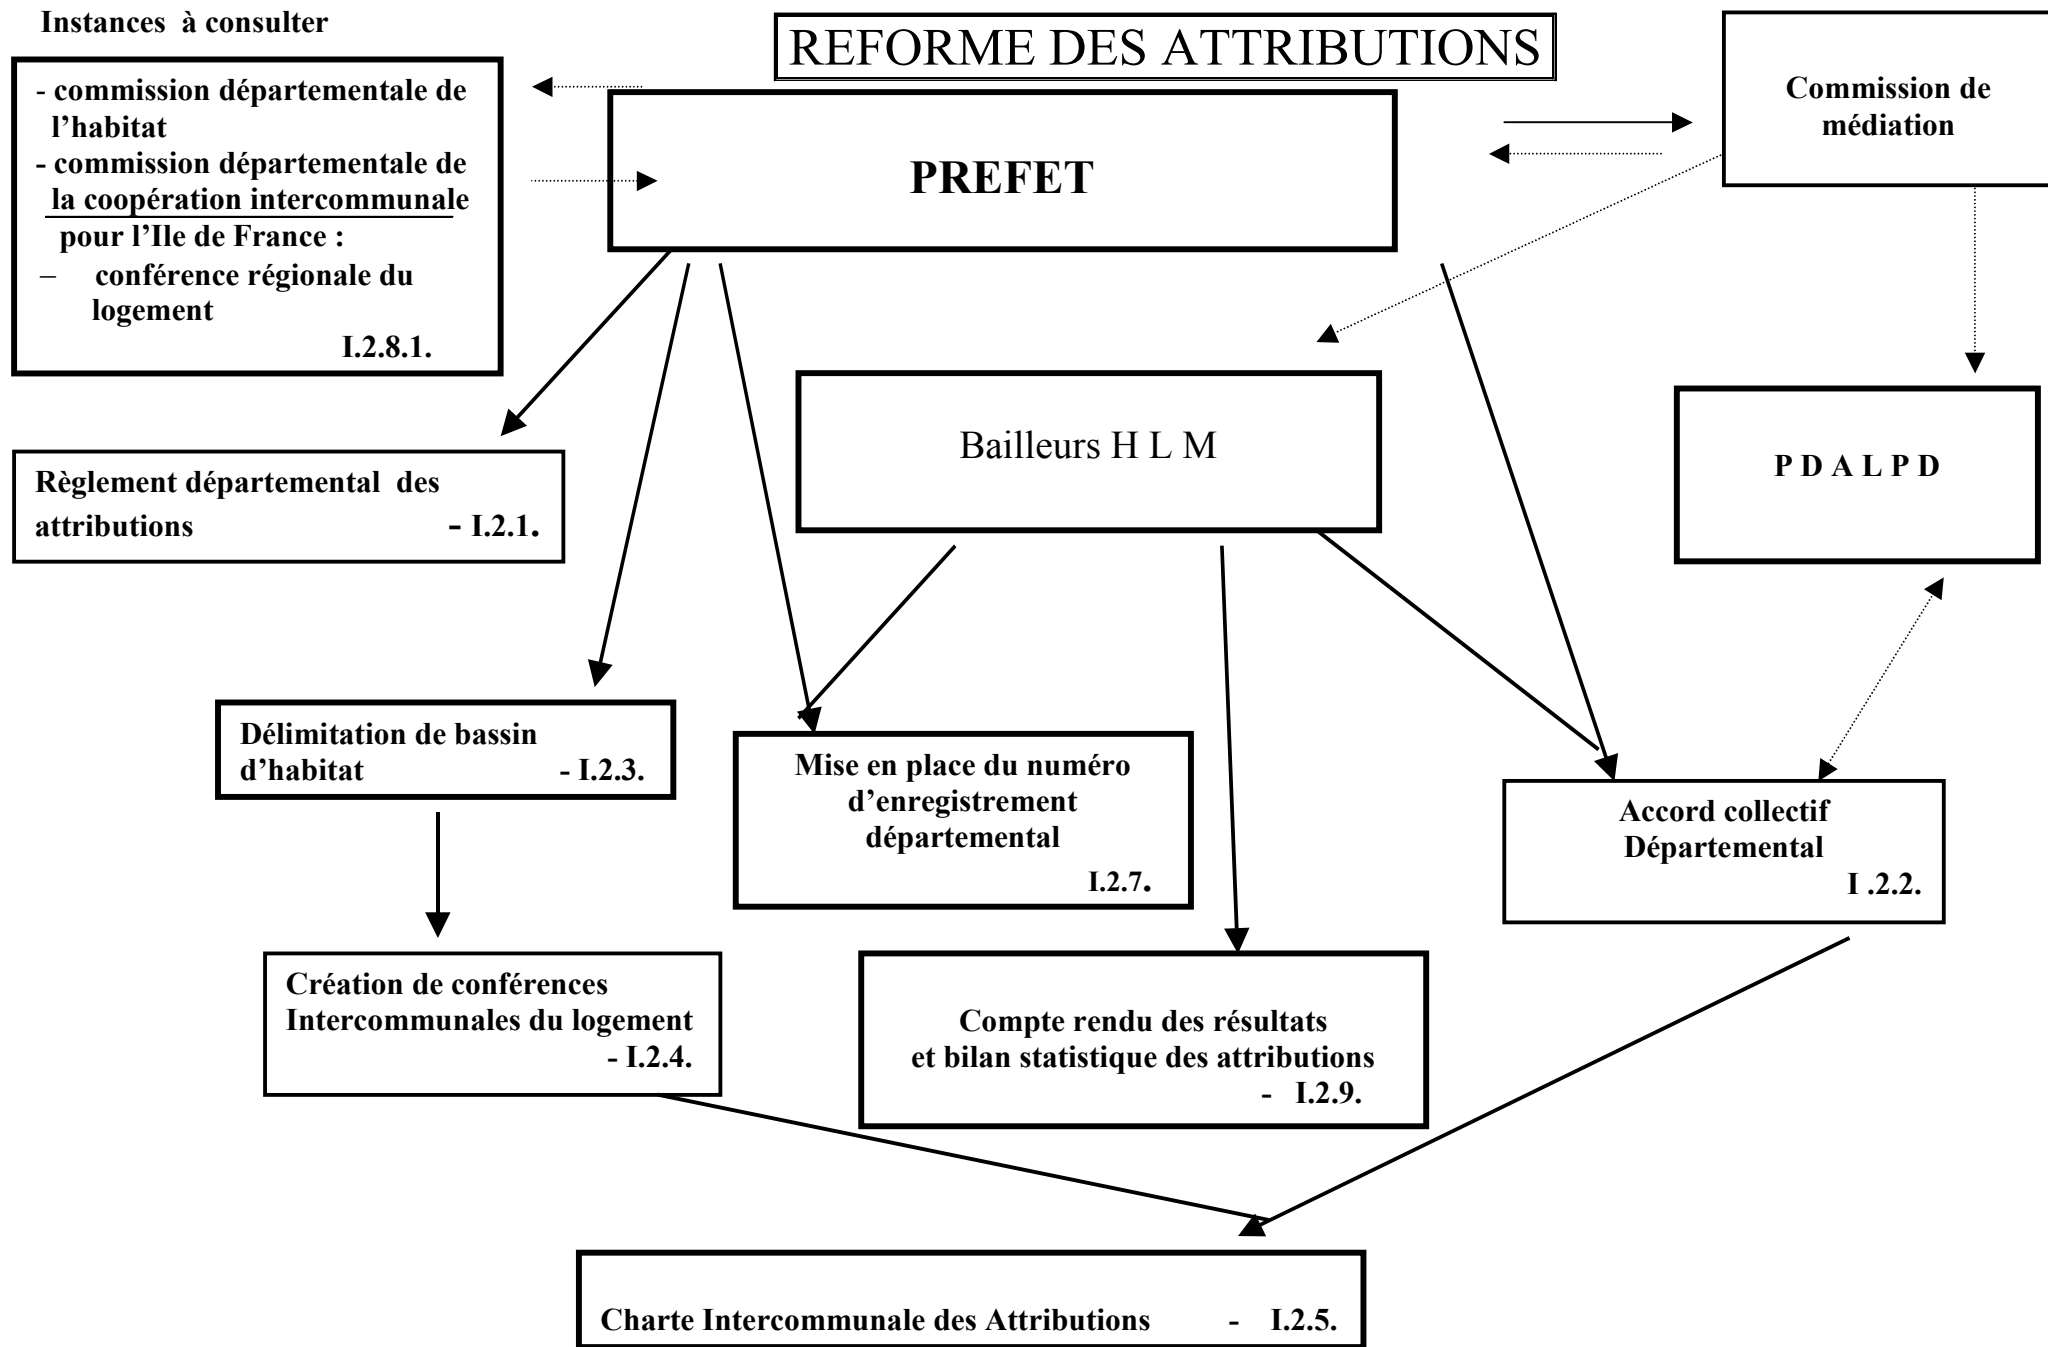 Instances à consulter
REFORME DES ATTRIBUTIONS
- commission départementale de
l’habitat
- commission départementale de
la coopération intercommunale
pour l’Ile de France :
– conférence régionale du
logement
I.2.8.1.
PREFET
Commission de
médiation
Bailleurs H L M
P D A L P D
Règlement départemental des
attributions - I.2.1.
Délimitation de bassin
d’habitat - I.2.3.
Mise en place du numéro
d’enregistrement
départemental
I.2.7.
Accord collectif
Départemental
I .2.2.
Création de conférences
Intercommunales du logement
- I.2.4.
Compte rendu des résultats
et bilan statistique des attributions
- I.2.9.
Charte Intercommunale des Attributions - I.2.5.